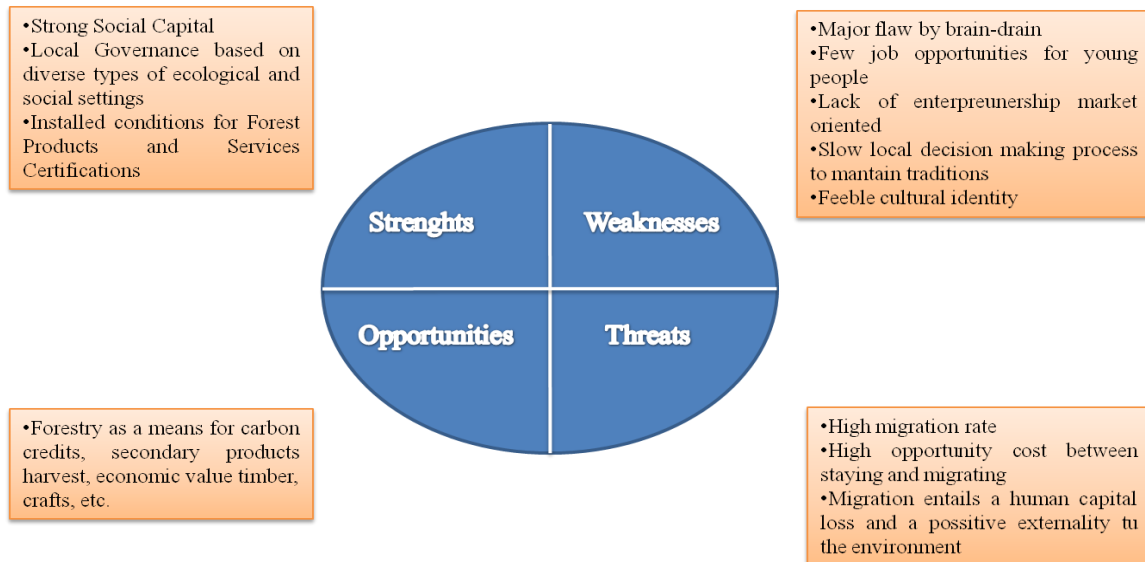 •Strong Social Capital
•Local Governance based on
diverse types of ecological and
social settings
•Installed conditions for Forest
Products and Services
Certifications
•Major flaw by brain-drain
•Few job opportunities for young
people
•Lack of enterpreunership market
oriented
•Slow local decision making process
to mantain traditions
•Feeble cultural identity
Strenghts
Weaknesses
Opportunities
Threats
•Forestry as a means for carbon
credits, secondary products
harvest, economic value timber,
crafts, etc.
•High migration rate
•High opportunity cost between
staying and migrating
•Migration entails a human capital
loss and a possitive externality tu
the environment